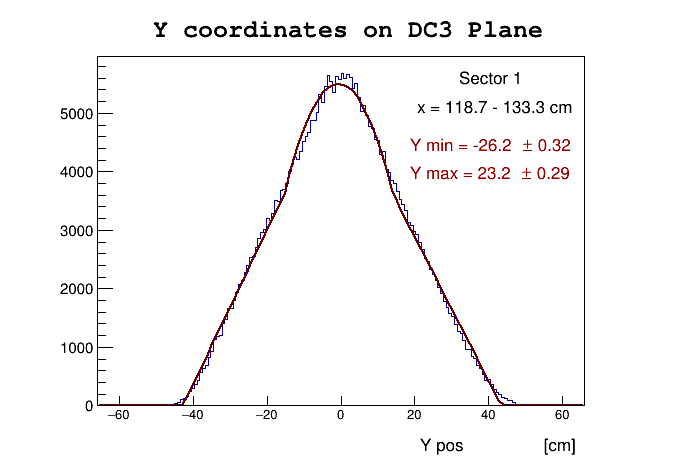 Y coordinates on DC3 Plane
Sector 1
x = 118.7 - 133.3 cm
Y min = -26.2 ± 0.32
Y max = 23.2 ± 0.29
5000
4000
3000
2000
1000
0
−60 −40 −20 0 20 40 60
Y pos [cm]